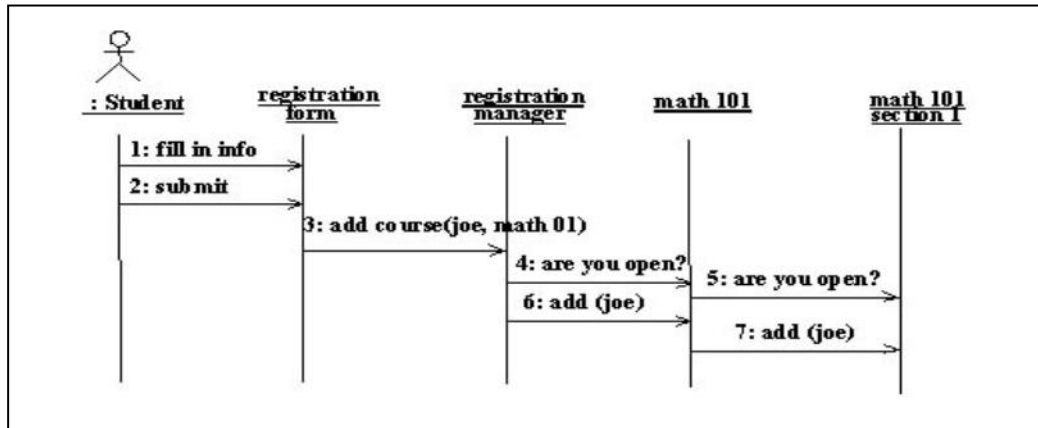 : Student
registration
form
registration
manager
math 101
math 101
section 1
1: fill in info
2: submit
3: add course(joe, math 01)
4: are you open?
5: are you open?
6: add (joe)
7: add (joe)